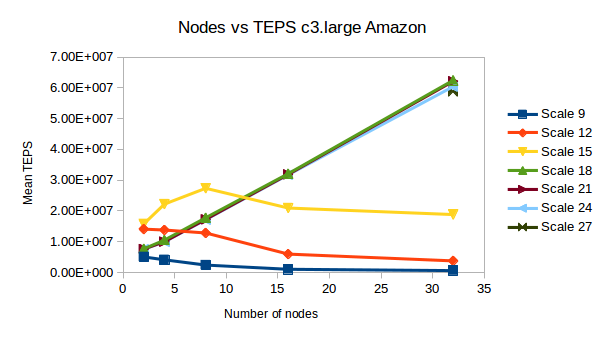 Nodes vs TEPS c3.large Amazon
7.00E+007
6.00E+007
5.00E+007
4.00E+007
3.00E+007
2.00E+007
1.00E+007
0.00E+000
Mean TEPS
0 5 10 15 20 25 30 35
Number of nodes
Scale 9
Scale 12
Scale 15
Scale 18
Scale 21
Scale 24
Scale 27